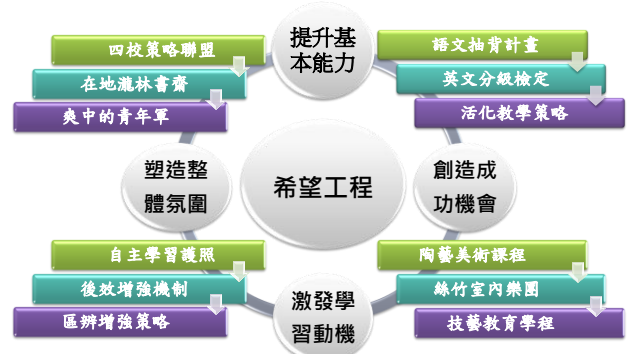 提升基
本能力
四校策略聯盟
在地瀧林書齋
爽中的青年軍
語文抽背計畫
英文分級檢定
活化教學策略
塑造整
體氛圍
希望工程
創造成
功機會
自主學習護照
後效增強機制
區辨增強策略
激發學
習動機
陶藝美術課程
絲竹室內樂團
技藝教育學程